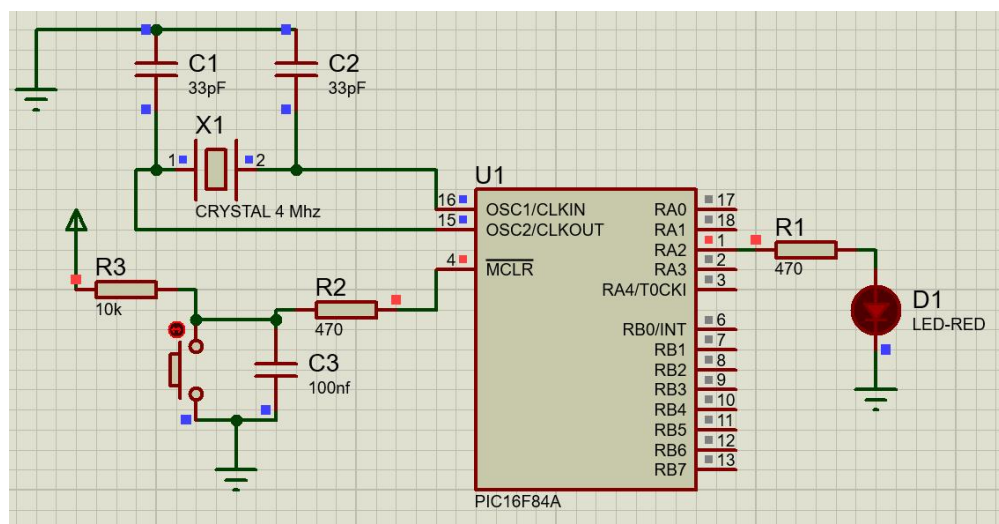 C1
33pF
C2
33pF
X1
1
2
CRYSTAL 4 Mhz
R3
10k
R2
470
C3
100nf
U1
16 OSC1/CLKIN
15 OSC2/CLKOUT
4 MCLR
RA0 17
RA1 18
RA2 1
RA3 2
RA4/T0CKI 3
RB0/INT 6
RB1 7
RB2 8
RB3 9
RB4 10
RB5 11
RB6 12
RB7 13
PIC16F84A
R1
470
D1
LED-RED